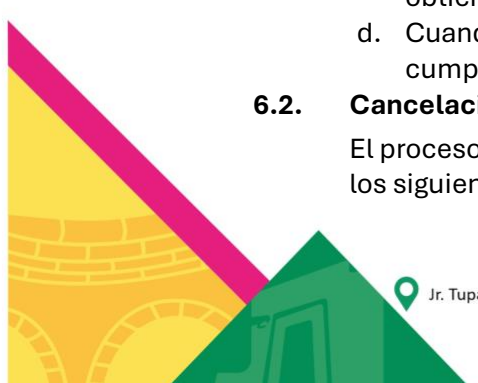 d. Cuand
cump
6.2. Cancelaci
El proceso
los siguien
Jr. Tupa